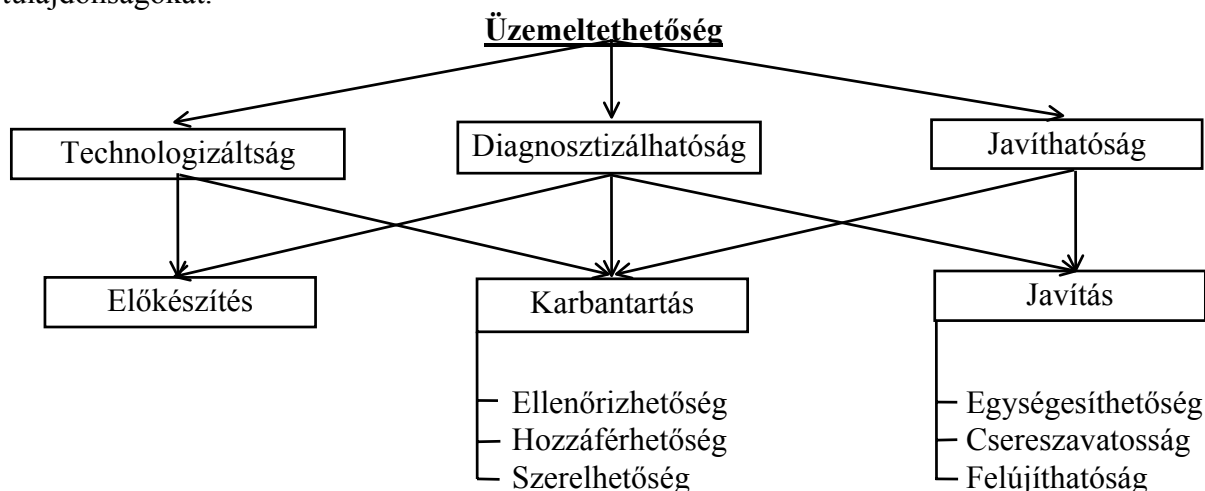 tulajdonságokat.
Üzemeltethetőség
Technologizáltság
Diagnosztizálhatóság
Javíthatóság
Előkészítés
Karbantartás
Javítás
Ellenőrizhetőség
Hozzáférhetőség
Szerelhetőség
Egységesíthetőség
Csereszavatosság
Felújíthatóság